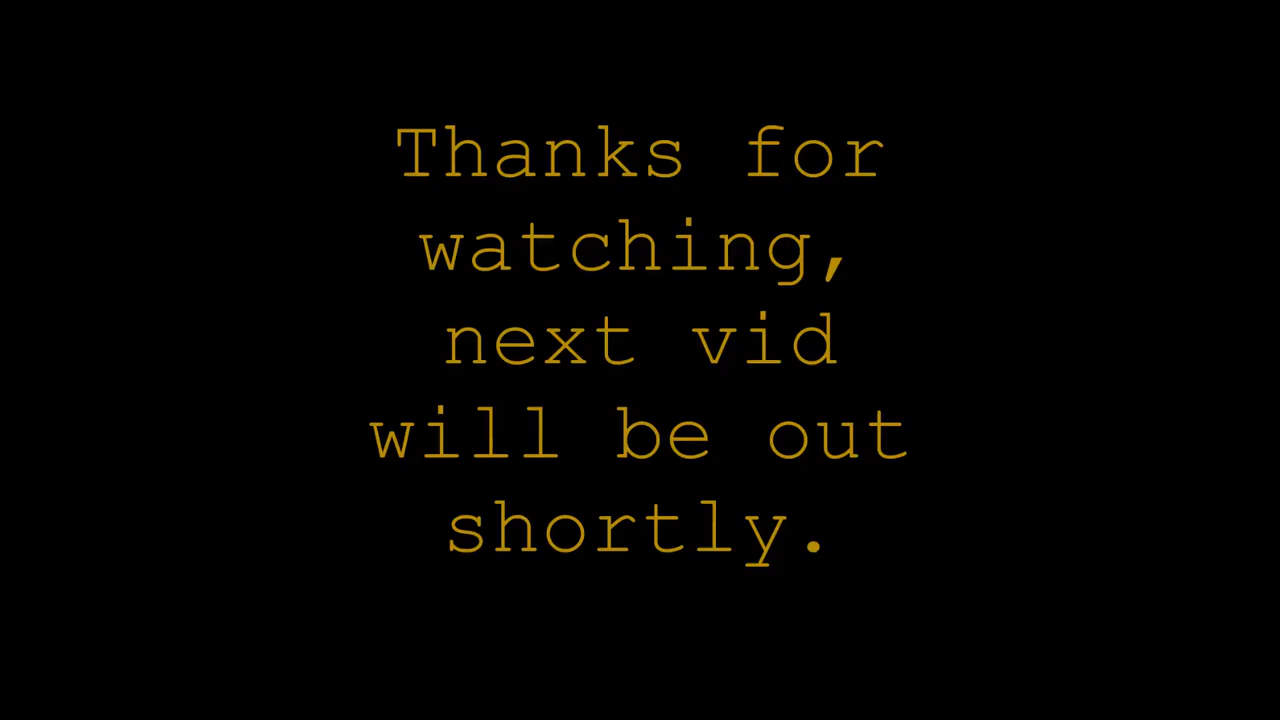 Thanks for
watching,
next vid
will be out
shortly.